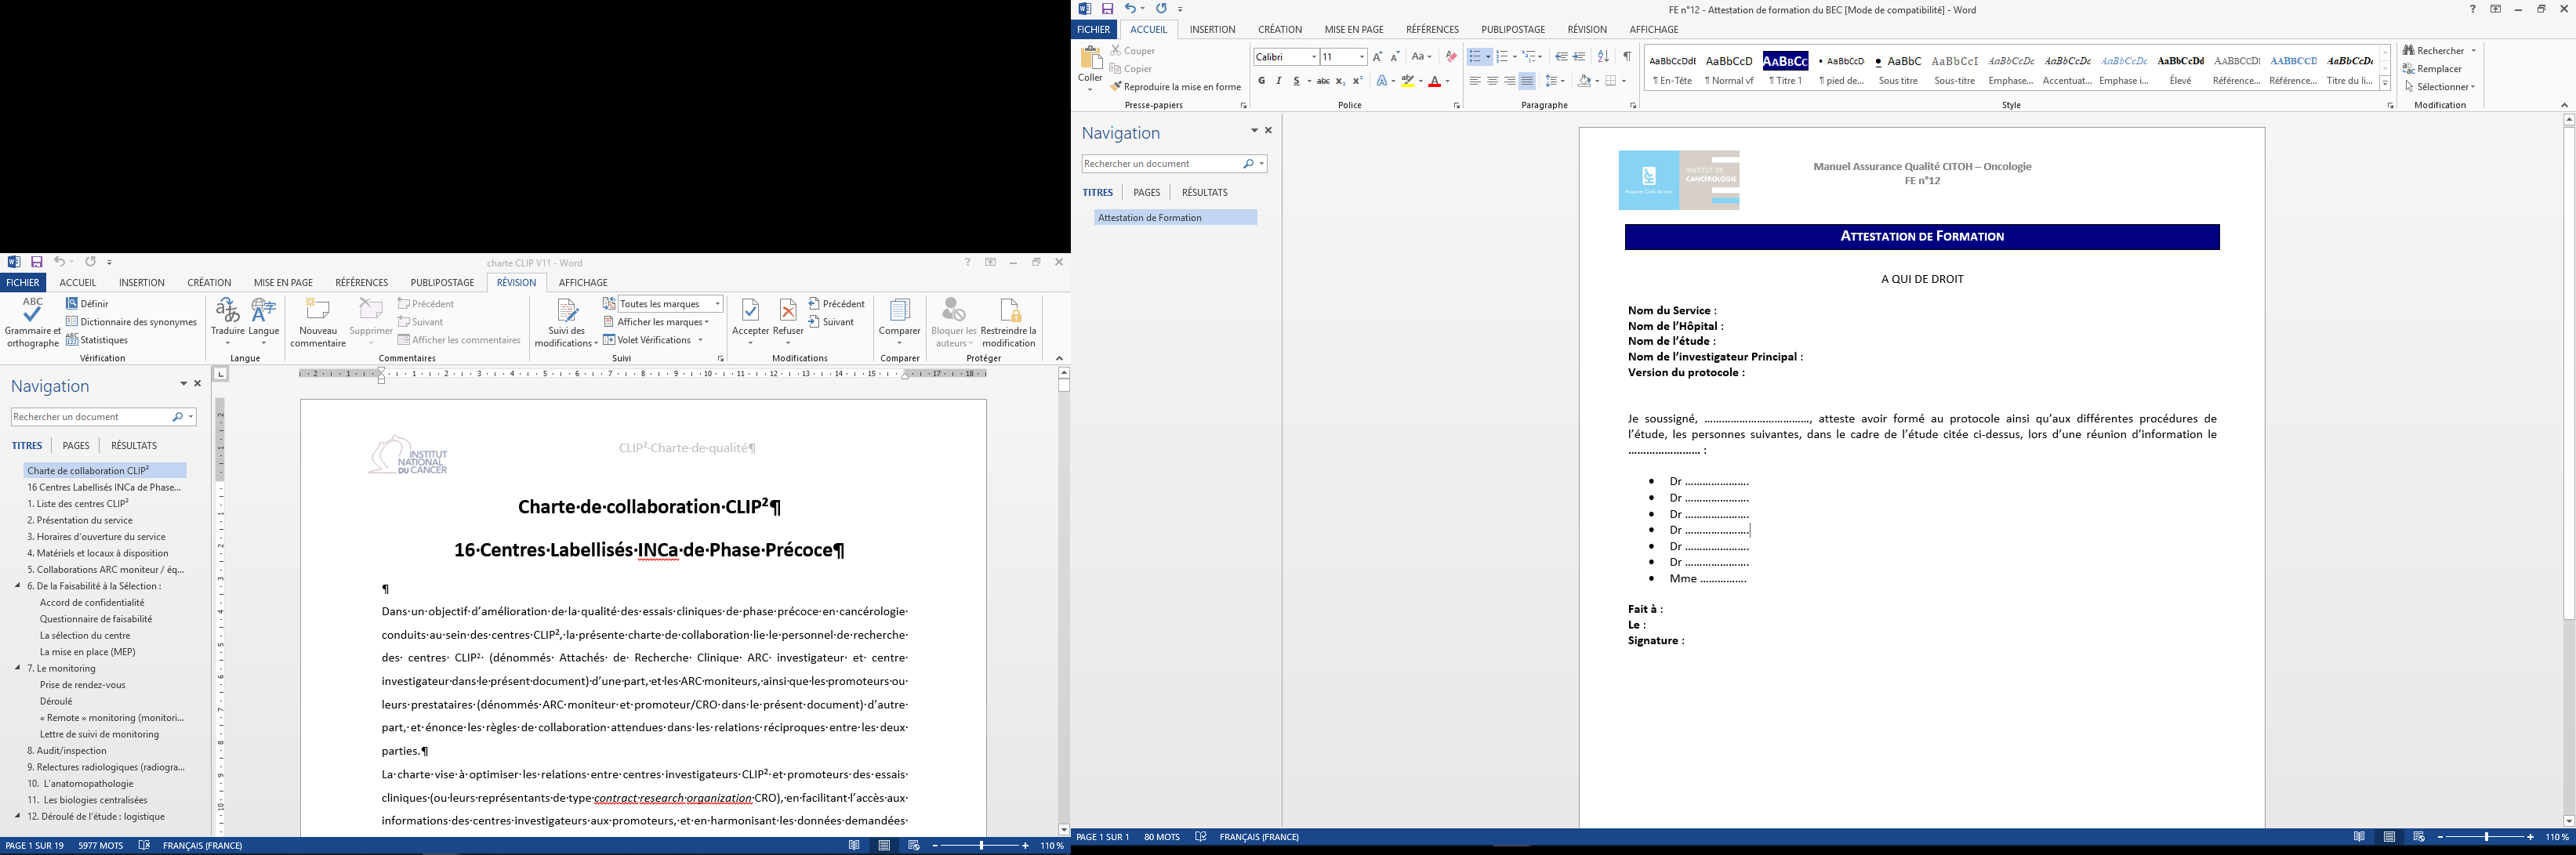 charte CLIP V11 - Word
FICHIER ACCUEIL INSERTION CRÉATION MISE EN PAGE RÉFÉRENCES PUBLIPOSTAGE RÉVISION AFFICHAGE
ABC
Grammaire et orthographe
Définir
Dictionnaire des synonymes
Statistiques
Vérification
Traduire
Langue
Langue
Nouveau commentaire
Supprimer
Précédent
Suivant
Afficher les commentaires
Commentaires
Suivi des modifications
Toutes les marques
Afficher les marques
Volet Vérifications
Suivi
Accepter
Refuser
Précédent
Suivant
Modifications
Comparer
Comparer
Bloquer les auteurs
Restreindre la modification
Protéger
Navigation
Rechercher un document
TITRES PAGES RÉSULTATS
Charte de collaboration CLIP²
16 Centres Labellisés INCa de Phase...
1. Liste des centres CLIP²
2. Présentation du service
3. Horaires d'ouverture du service
4. Matériels et locaux à disposition
5. Collaborations ARC moniteur / éq...
6. De la Faisabilité à la Sélection :
Accord de confidentialité
Questionnaire de faisabilité
La sélection du centre
La mise en place (MEP)
7. Le monitoring
Prise de rendez-vous
Déroulé
« Remote » monitoring (monitori...
Lettre de suivi de monitoring
8. Audit/inspection
9. Relectures radiologiques (radiogra...
10. L'anatomopathologie
11. Les biologies centralisées
12. Déroulé de l'étude : logistique
INSTITUT
NATIONAL
DU CANCER
CLIP²·Charte·de·qualité¶
Charte·de·collaboration·CLIP²¶
16·Centres·Labellisés·INCa·de·Phase·Précoce¶
¶
Dans·un·objectif·d'amélioration·de·la·qualité·des·essais·cliniques·de·phase·précoce·en·cancérologie·
conduits·au·sein·des·centres·CLIP²,·la·présente·charte·de·collaboration·lie·le·personnel·de·recherche·
des· centres· CLIP²· (dénommés· Attachés· de· Recherche· Clinique· ARC· investigateur· et· centre·
investigateur·dans·le·présent·document)·d'une·part,·et·les·ARC·moniteurs,·ainsi·que·les·promoteurs·ou·
leurs·prestataires·(dénommés·ARC·moniteur·et·promoteur/CRO·dans·le·présent·document)·d'autre·
part,·et·énonce·les·règles·de·collaboration·attendues·dans·les·relations·réciproques·entre·les·deux·
parties.¶
La·charte·vise·à·optimiser·les·relations·entre·centres·investigateurs·CLIP²·et·promoteurs·des·essais·
cliniques·(ou·leurs·représentants·de·type·contract·research·organization·CRO),·en·facilitant·l'accès·aux·
informations·des·centres·investigateurs·aux·promoteurs,·et·en·harmonisant·les·données·demandées·
PAGE 1 SUR 19 5977 MOTS FRANÇAIS (FRANCE) 110 %
FE n°12 - Attestation de formation du BEC [Mode de compatibilité] - Word
FICHIER ACCUEIL INSERTION CRÉATION MISE EN PAGE RÉFÉRENCES PUBLIPOSTAGE RÉVISION AFFICHAGE
Coller
Couper
Copier
Reproduire la mise en forme
Presse-papiers
Calibri 11
Police
Paragraphe
AaBbCcDdE AaBbCcD AaBbCc AaBbCcD AaBbC AaBbCcI AaBbCcDc AaBbCcDc AaBbCcDc AaBbCcDd AaBbCcDI AaBbCcD AaBbCcDc
¶ En-Tête ¶ Normal vf ¶ Titre 1 ¶ pied de... Sous titre Sous-titre Emphase... Accentuat... Emphase i... Élevé Référence... Référence... Titre du li...
Style
Rechercher
Remplacer
Sélectionner
Modification
Navigation
Rechercher un document
TITRES PAGES RÉSULTATS
Attestation de Formation
Hospices Civils de Lyon
INSTITUT DE
CANCÉROLOGIE
Manuel Assurance Qualité CITOH – Oncologie
FE n°12
ATTESTATION DE FORMATION
A QUI DE DROIT
Nom du Service :
Nom de l'Hôpital :
Nom de l'étude :
Nom de l'investigateur Principal :
Version du protocole :
Je soussigné, ................................., atteste avoir formé au protocole ainsi qu'aux différentes procédures de
l'étude, les personnes suivantes, dans le cadre de l'étude citée ci-dessus, lors d'une réunion d'information le
........................ :
• Dr ......................
• Dr ......................
• Dr ......................
• Dr ......................
• Dr ......................
• Dr ......................
• Mme ................
Fait à :
Le :
Signature :
PAGE 1 SUR 1 80 MOTS FRANÇAIS (FRANCE) 110 %